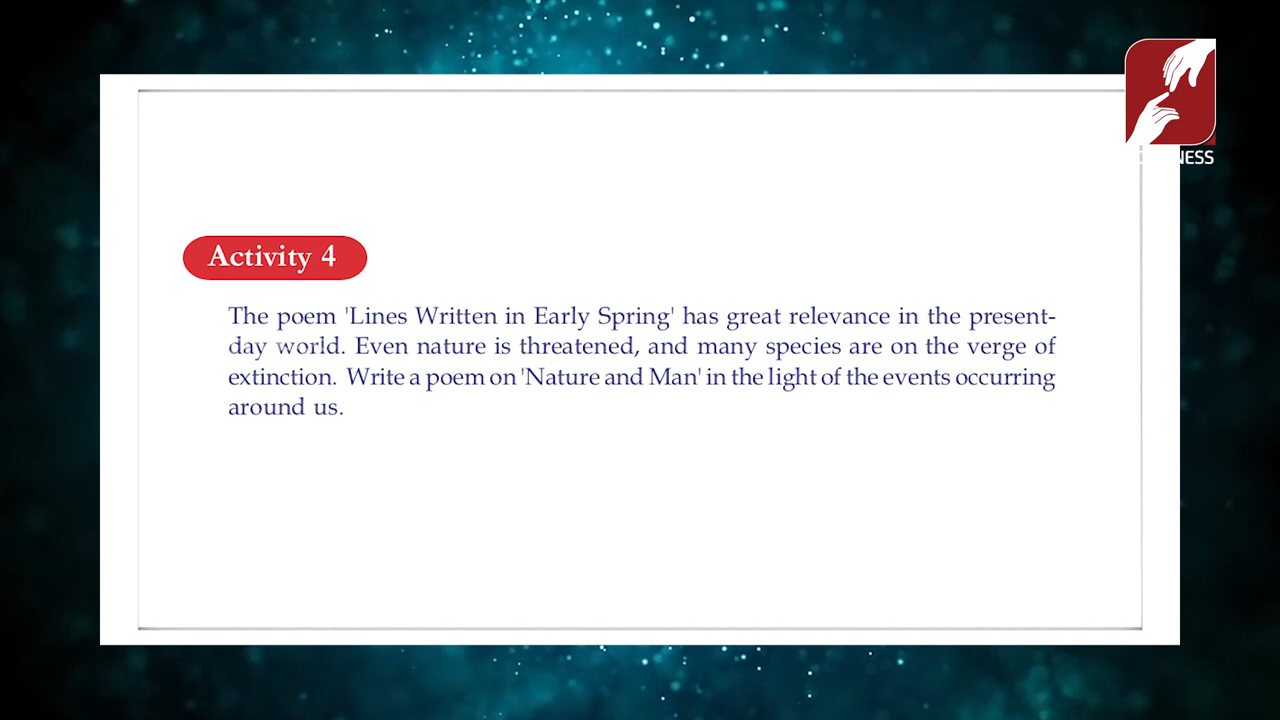 NESS
Activity 4
The poem 'Lines Written in Early Spring' has great relevance in the present-
day world. Even nature is threatened, and many species are on the verge of
extinction. Write a poem on 'Nature and Man' in the light of the events occurring
around us.